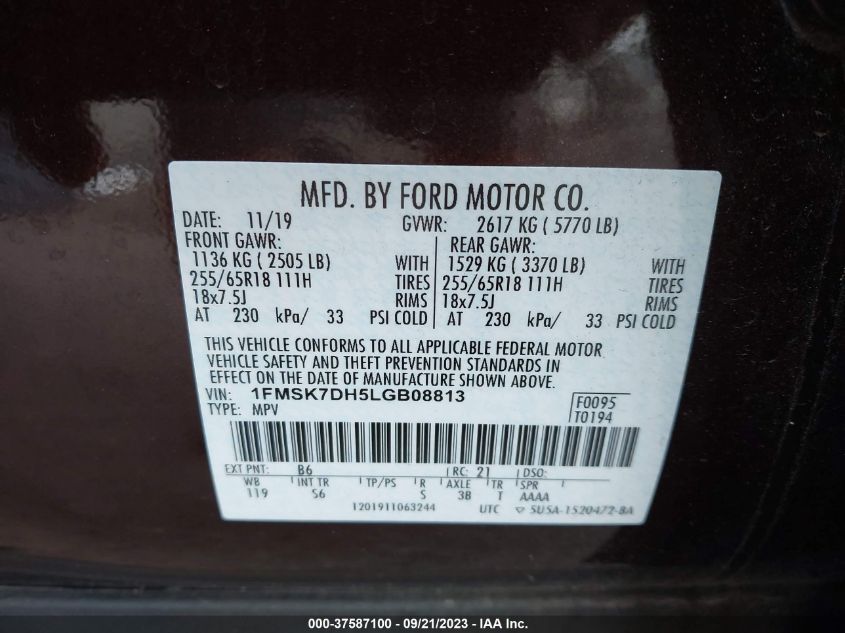 MFD. BY FORD MOTOR CO.
DATE: 11/19 GVWR: 2617 KG ( 5770 LB)
FRONT GAWR: REAR GAWR:
1136 KG ( 2505 LB) WITH 1529 KG ( 3370 LB) WITH
255/65R18 111H TIRES 255/65R18 111H TIRES
18x7.5J RIMS 18x7.5J RIMS
AT 230 kPa/ 33 PSI COLD AT 230 kPa/ 33 PSI COLD
THIS VEHICLE CONFORMS TO ALL APPLICABLE FEDERAL MOTOR
VEHICLE SAFETY AND THEFT PREVENTION STANDARDS IN
EFFECT ON THE DATE OF MANUFACTURE SHOWN ABOVE.
VIN: 1FMSK7DH5LGB08813 F0095
TYPE: MPV T0194
EXT PNT: B6 RC: 21 DSO:
WB INT TR TP/PS R AXLE TR SPR
119 S6 S 3B T AAAA
1201911063244 UTC ▽ SU5A-1520472-BA
000-37587100 - 09/21/2023 - IAA Inc.